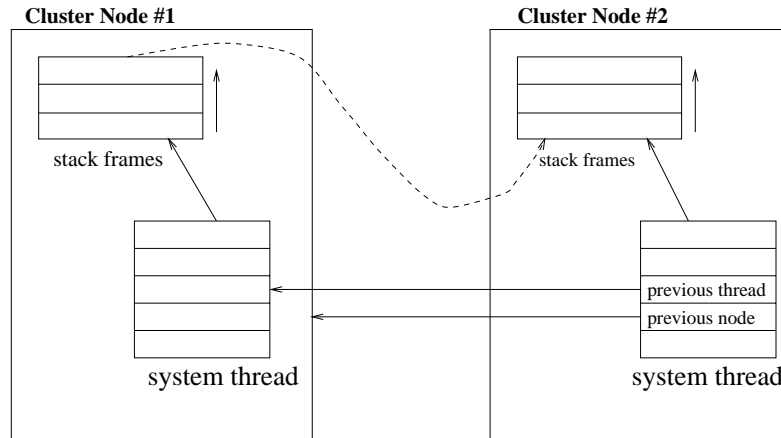 Cluster Node #1
Cluster Node #2
stack frames
stack frames
previous thread
previous node
system thread
system thread